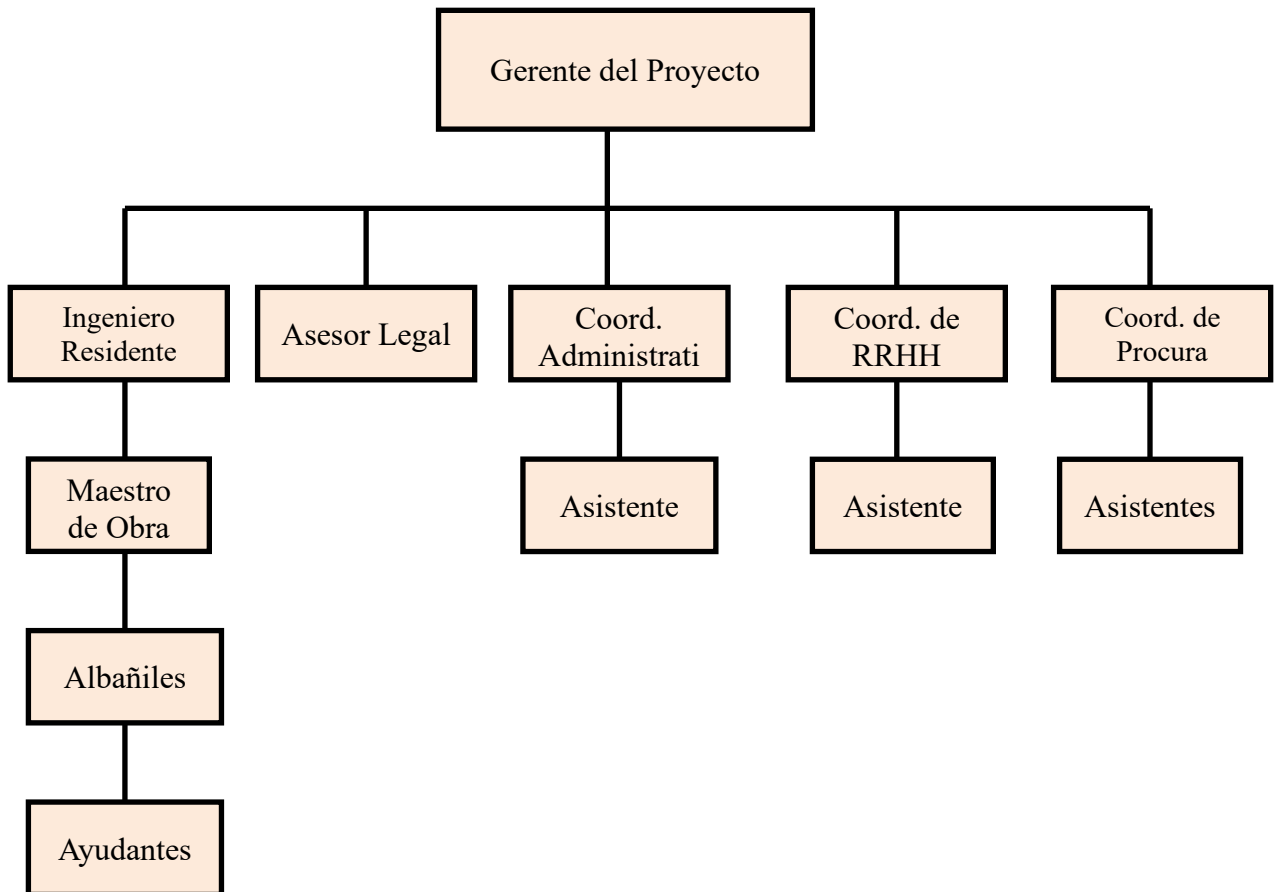 Gerente del Proyecto
Ingeniero
Residente
Asesor Legal
Coord.
Administrati
Coord. de
RRHH
Coord. de
Procura
Maestro
de Obra
Asistente
Asistente
Asistentes
Albañiles
Ayudantes